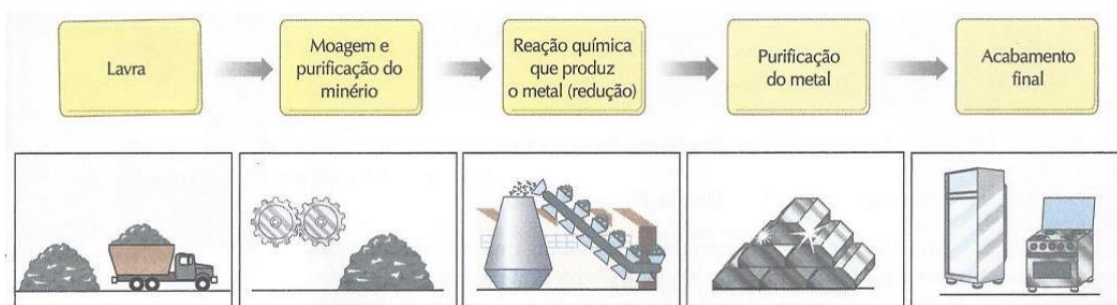 Lavra
Moagem e
purificação do
minério
Reação química
que produz
o metal (redução)
Purificação
do metal
Acabamento
final